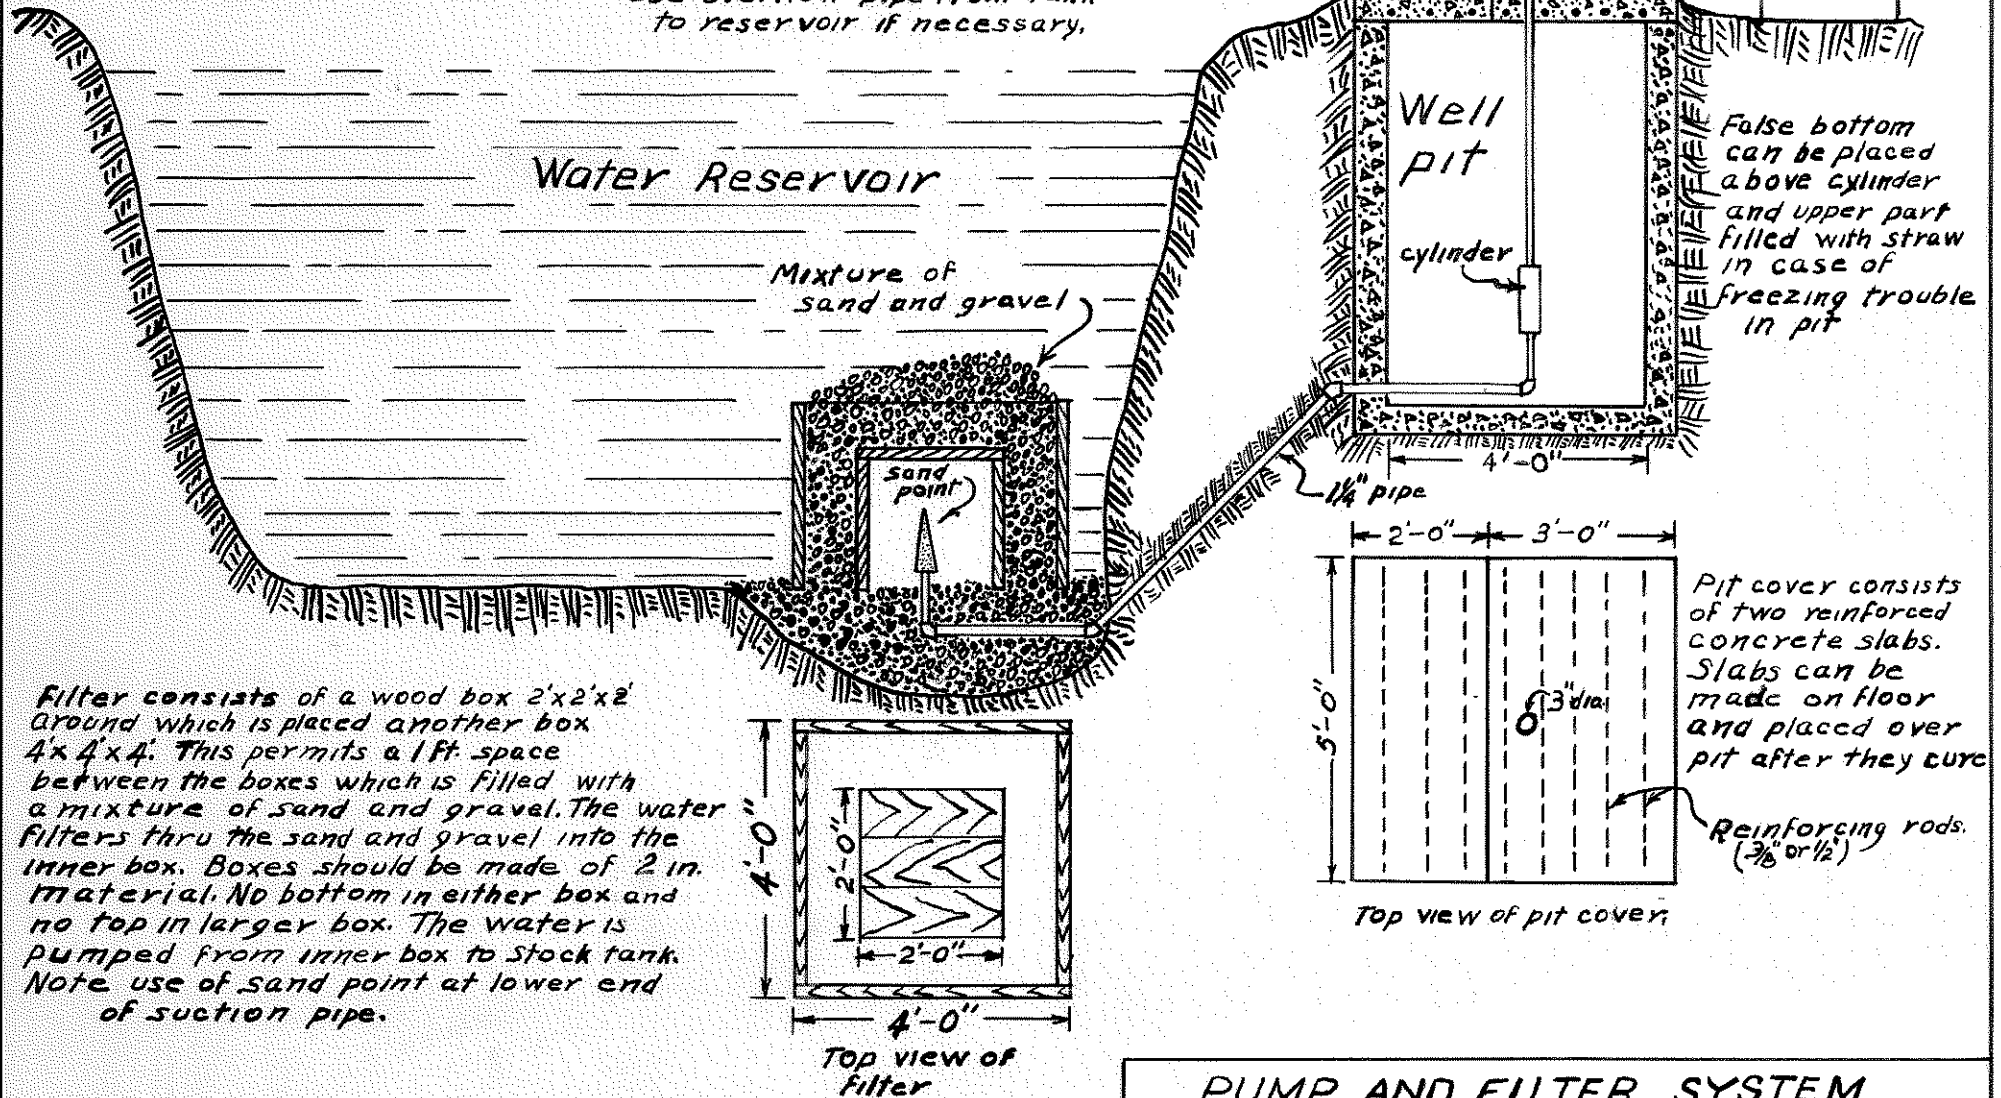 to reservoir if necessary.
Water Reservoir
Mixture of
sand and gravel
sand
point
Well
pit
cylinder
False bottom
can be placed
above cylinder
and upper part
filled with straw
in case of
freezing trouble
in pit
4'-0"
1¼" pipe
2'-0" 3'-0"
5'-0"
3" dia.
Pit cover consists
of two reinforced
concrete slabs.
Slabs can be
made on floor
and placed over
pit after they cure
Reinforcing rods.
(3/8" or 1/2")
Top view of pit cover.
Filter consists of a wood box 2'x2'x2'
around which is placed another box
4'x 4'x 4'. This permits a 1 ft. space
between the boxes which is filled with
a mixture of sand and gravel. The water
filters thru the sand and gravel into the
inner box. Boxes should be made of 2 in.
material. No bottom in either box and
no top in larger box. The water is
pumped from inner box to stock tank.
Note use of sand point at lower end
of suction pipe.
4'-0"
2'-0"
2'-0"
4'-0"
Top view of
filter
PUMP AND FILTER SYSTEM